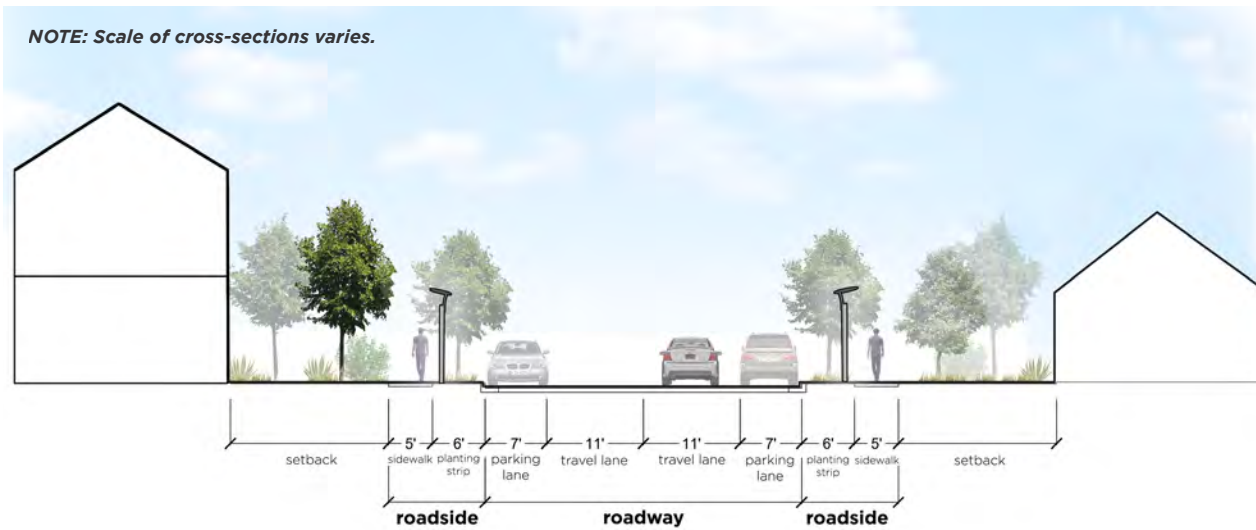 NOTE: Scale of cross-sections varies.
5' 6' 7' 11' 11' 7' 6' 5'
setback sidewalk planting strip parking lane travel lane travel lane parking lane planting strip sidewalk setback
roadside roadway roadside